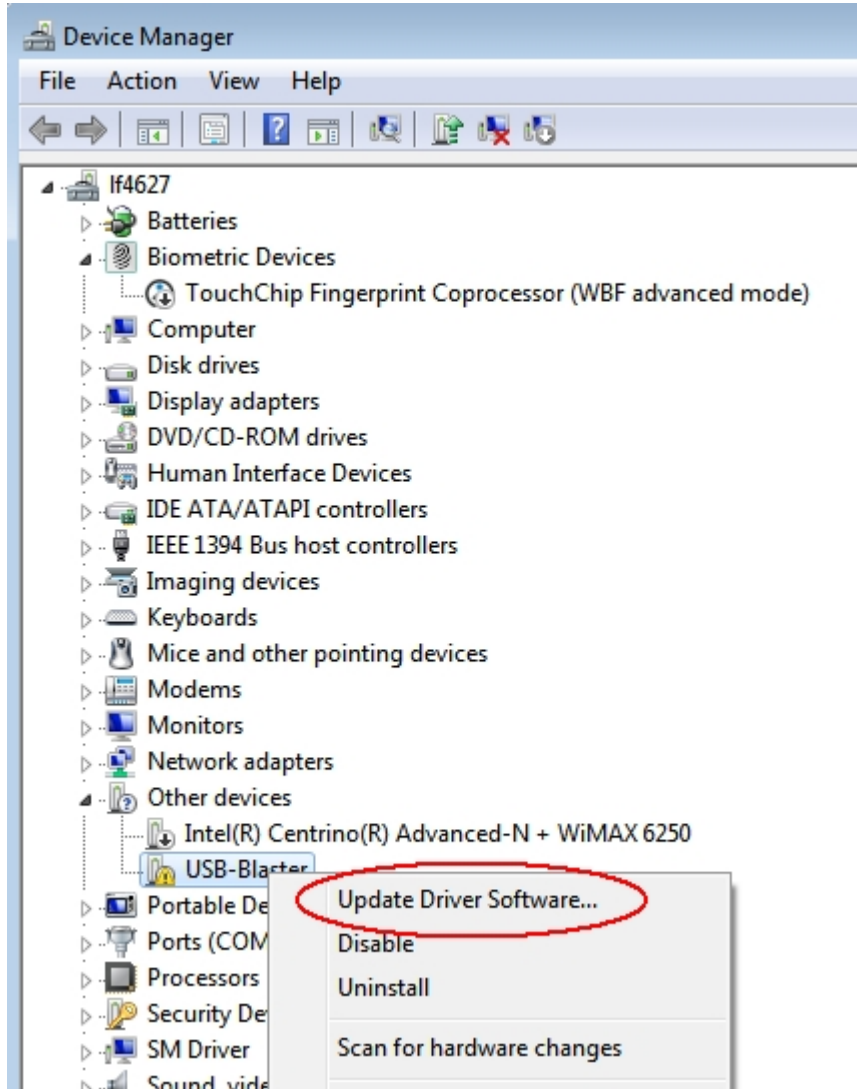 Device Manager
File Action View Help
lf4627
Batteries
Biometric Devices
TouchChip Fingerprint Coprocessor (WBF advanced mode)
Computer
Disk drives
Display adapters
DVD/CD-ROM drives
Human Interface Devices
IDE ATA/ATAPI controllers
IEEE 1394 Bus host controllers
Imaging devices
Keyboards
Mice and other pointing devices
Modems
Monitors
Network adapters
Other devices
Intel(R) Centrino(R) Advanced-N + WiMAX 6250
USB-Blaster
Portable De
Ports (COM
Processors
Security De
SM Driver
Sound, vide
Update Driver Software...
Disable
Uninstall
Scan for hardware changes